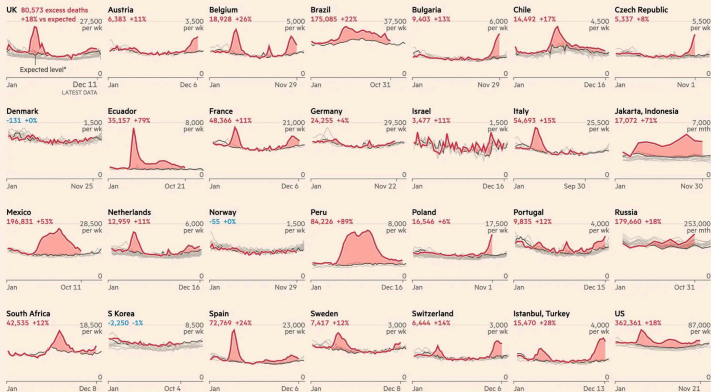 UK 80,573 excess deaths 27,500
+18% vs expected per wk
Expected level*
0
Jan Dec 11
LATEST DATA
Austria 3,500
6,383 +11% per wk
0
Jan Dec 6
Belgium 5,000
18,928 +26% per wk
0
Jan Nov 29
Brazil 37,500
175,085 +22% per wk
0
Jan Oct 31
Bulgaria 6,000
9,403 +13% per wk
0
Jan Nov 29
Chile 4,500
14,492 +17% per wk
0
Jan Dec 16
Czech Republic 5,500
5,337 +8% per wk
0
Jan Nov 1
Denmark 1,500
-131 +0% per wk
0
Jan Nov 25
Ecuador 8,000
35,157 +79% per wk
0
Jan Oct 21
France 21,000
48,366 +11% per wk
0
Jan Dec 6
Germany 29,500
24,255 +4% per wk
0
Jan Nov 22
Israel 1,500
3,477 +11% per wk
0
Jan Dec 16
Italy 25,500
54,693 +15% per wk
0
Jan Sep 30
Jakarta, Indonesia 7,000
17,072 +71% per mth
0
Jan Nov 30
Mexico 28,500
196,831 +53% per wk
0
Jan Oct 11
Netherlands 6,000
12,959 +11% per wk
0
Jan Dec 16
Norway 1,500
-55 +0% per wk
0
Jan Nov 29
Peru 8,000
84,226 +89% per wk
0
Jan Dec 16
Poland 17,500
16,546 +6% per wk
0
Jan Nov 1
Portugal 4,000
9,835 +12% per wk
0
Jan Dec 15
Russia 253,000
179,660 +18% per mth
0
Jan Oct 31
South Africa 18,500
42,535 +12% per wk
0
Jan Dec 8
S Korea 8,500
-2,250 -1% per wk
0
Jan Oct 4
Spain 23,000
72,769 +24% per wk
0
Jan Dec 6
Sweden 3,000
7,417 +12% per wk
0
Jan Dec 8
Switzerland 3,000
6,444 +14% per wk
0
Jan Dec 6
Istanbul, Turkey 4,000
15,470 +28% per wk
0
Jan Dec 13
US 87,000
362,361 +18% per wk
0
Jan Nov 21